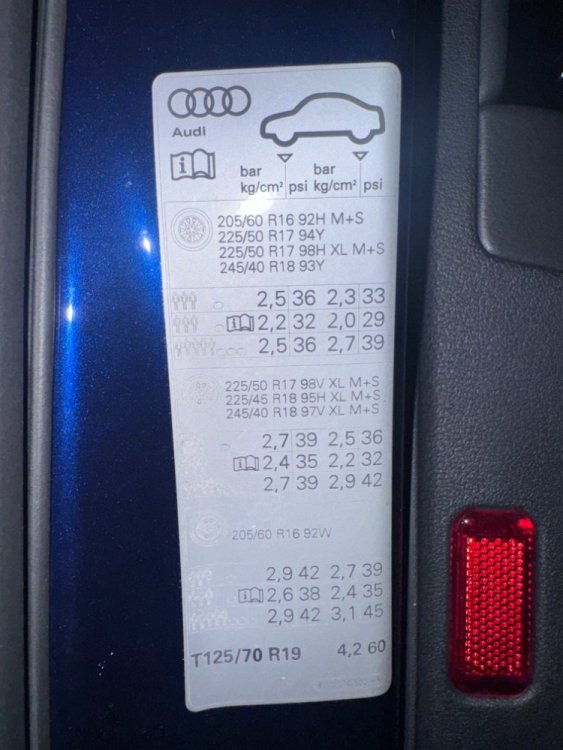 Audi
bar bar
kg/cm² psi kg/cm² psi
205/60 R16 92H M+S
225/50 R17 94Y
225/50 R17 98H XL M+S
245/40 R18 93Y
2,5 36 2,3 33
i 2,2 32 2,0 29
2,5 36 2,7 39
225/50 R17 98V XL M+S
225/45 R18 95H XL M+S
245/40 R18 97V XL M+S
2,7 39 2,5 36
i 2,4 35 2,2 32
2,7 39 2,9 42
205/60 R16 92W
2,9 42 2,7 39
i 2,6 38 2,4 35
2,9 42 3,1 45
T125/70 R19 4,2 60